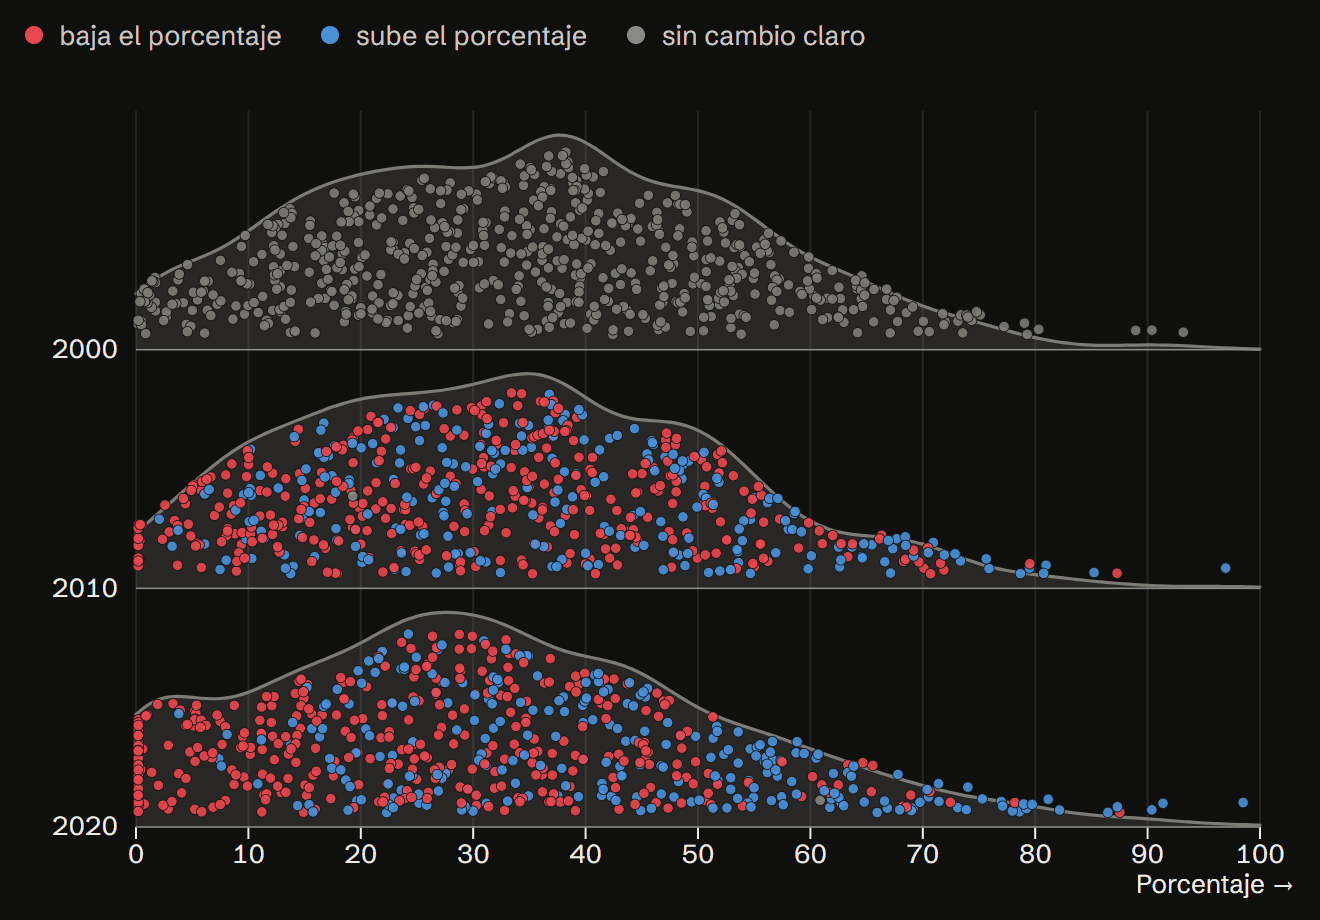 baja el porcentaje sube el porcentaje sin cambio claro
2000
2010
2020
0 10 20 30 40 50 60 70 80 90 100
Porcentaje →